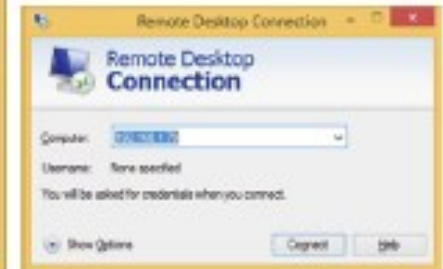 Remote Desktop Connection
Remote Desktop
Connection
Computer:
Username: None specified
You will be asked for credentials when you connect.
Show Options Connect Help